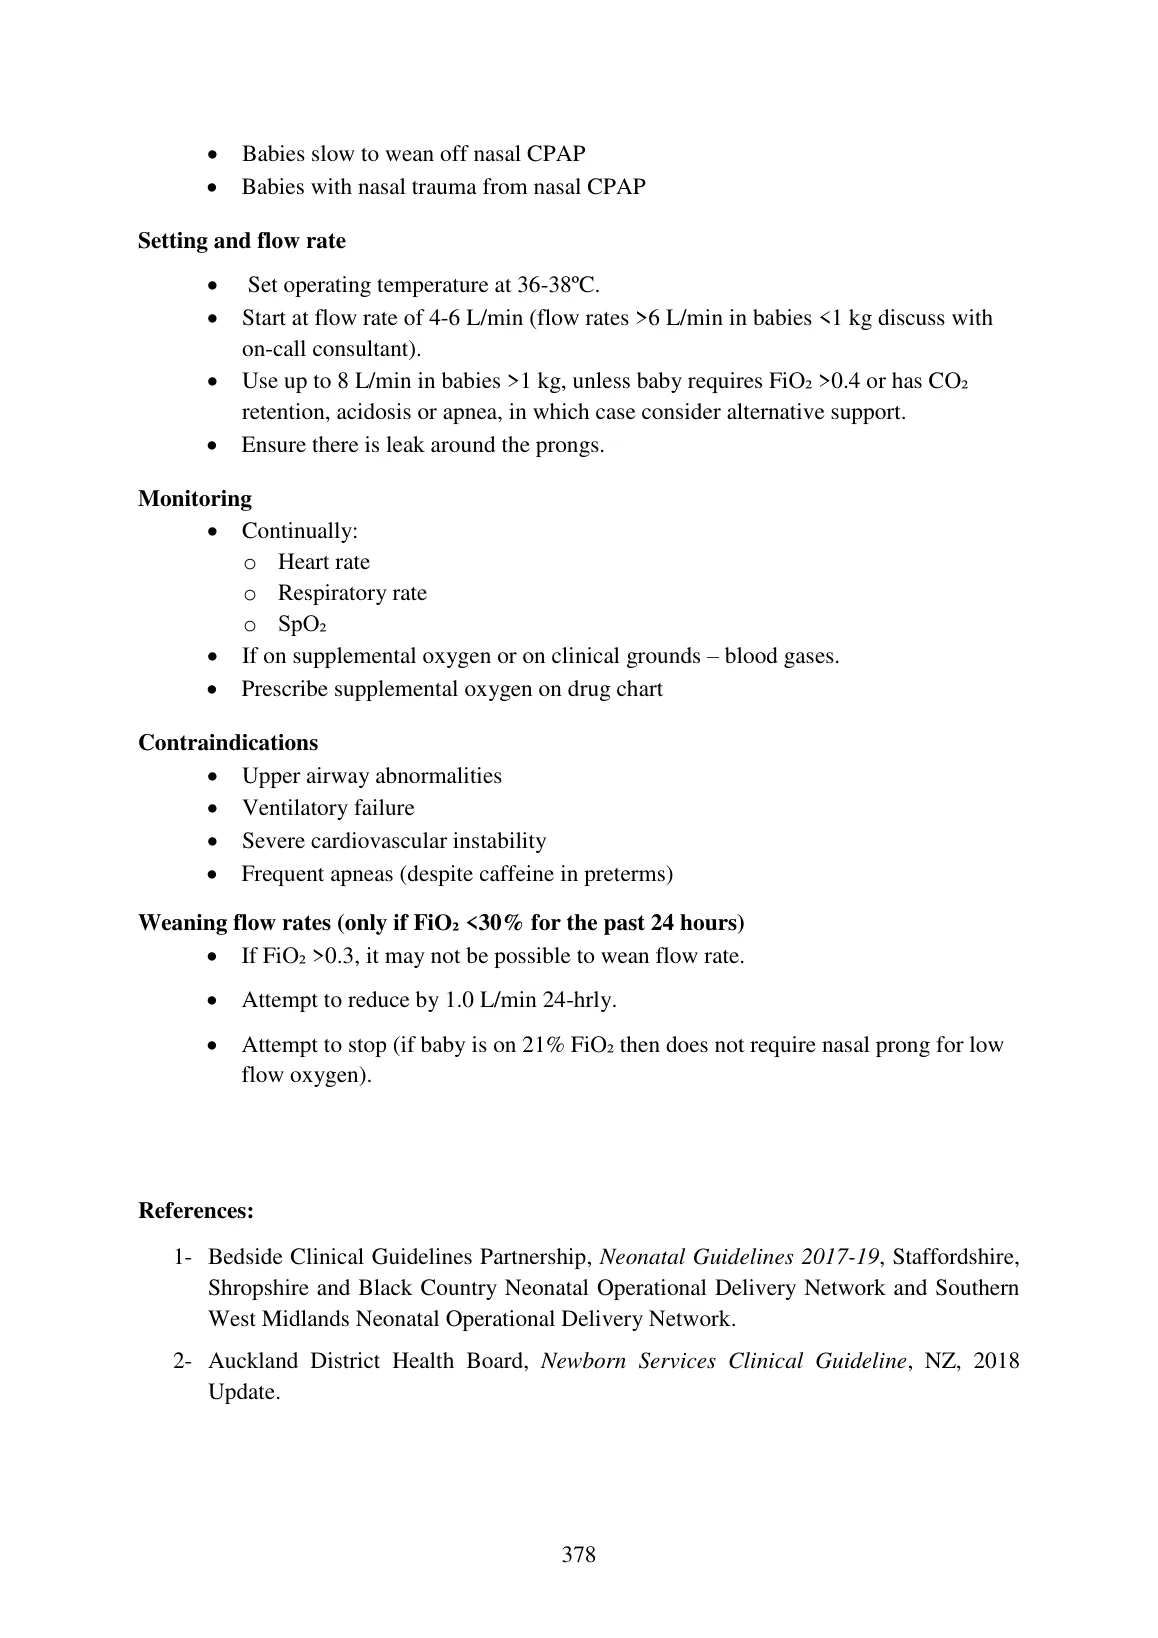 • Babies slow to wean off nasal CPAP
• Babies with nasal trauma from nasal CPAP
Setting and flow rate
• Set operating temperature at 36-38ºC.
• Start at flow rate of 4-6 L/min (flow rates >6 L/min in babies <1 kg discuss with
on-call consultant).
• Use up to 8 L/min in babies >1 kg, unless baby requires FiO₂ >0.4 or has CO₂
retention, acidosis or apnea, in which case consider alternative support.
• Ensure there is leak around the prongs.
Monitoring
• Continually:
o Heart rate
o Respiratory rate
o SpO₂
• If on supplemental oxygen or on clinical grounds – blood gases.
• Prescribe supplemental oxygen on drug chart
Contraindications
• Upper airway abnormalities
• Ventilatory failure
• Severe cardiovascular instability
• Frequent apneas (despite caffeine in preterms)
Weaning flow rates (only if FiO₂ <30% for the past 24 hours)
• If FiO₂ >0.3, it may not be possible to wean flow rate.
• Attempt to reduce by 1.0 L/min 24-hrly.
• Attempt to stop (if baby is on 21% FiO₂ then does not require nasal prong for low
flow oxygen).
References:
1- Bedside Clinical Guidelines Partnership, Neonatal Guidelines 2017-19, Staffordshire,
Shropshire and Black Country Neonatal Operational Delivery Network and Southern
West Midlands Neonatal Operational Delivery Network.
2- Auckland District Health Board, Newborn Services Clinical Guideline, NZ, 2018
Update.
378